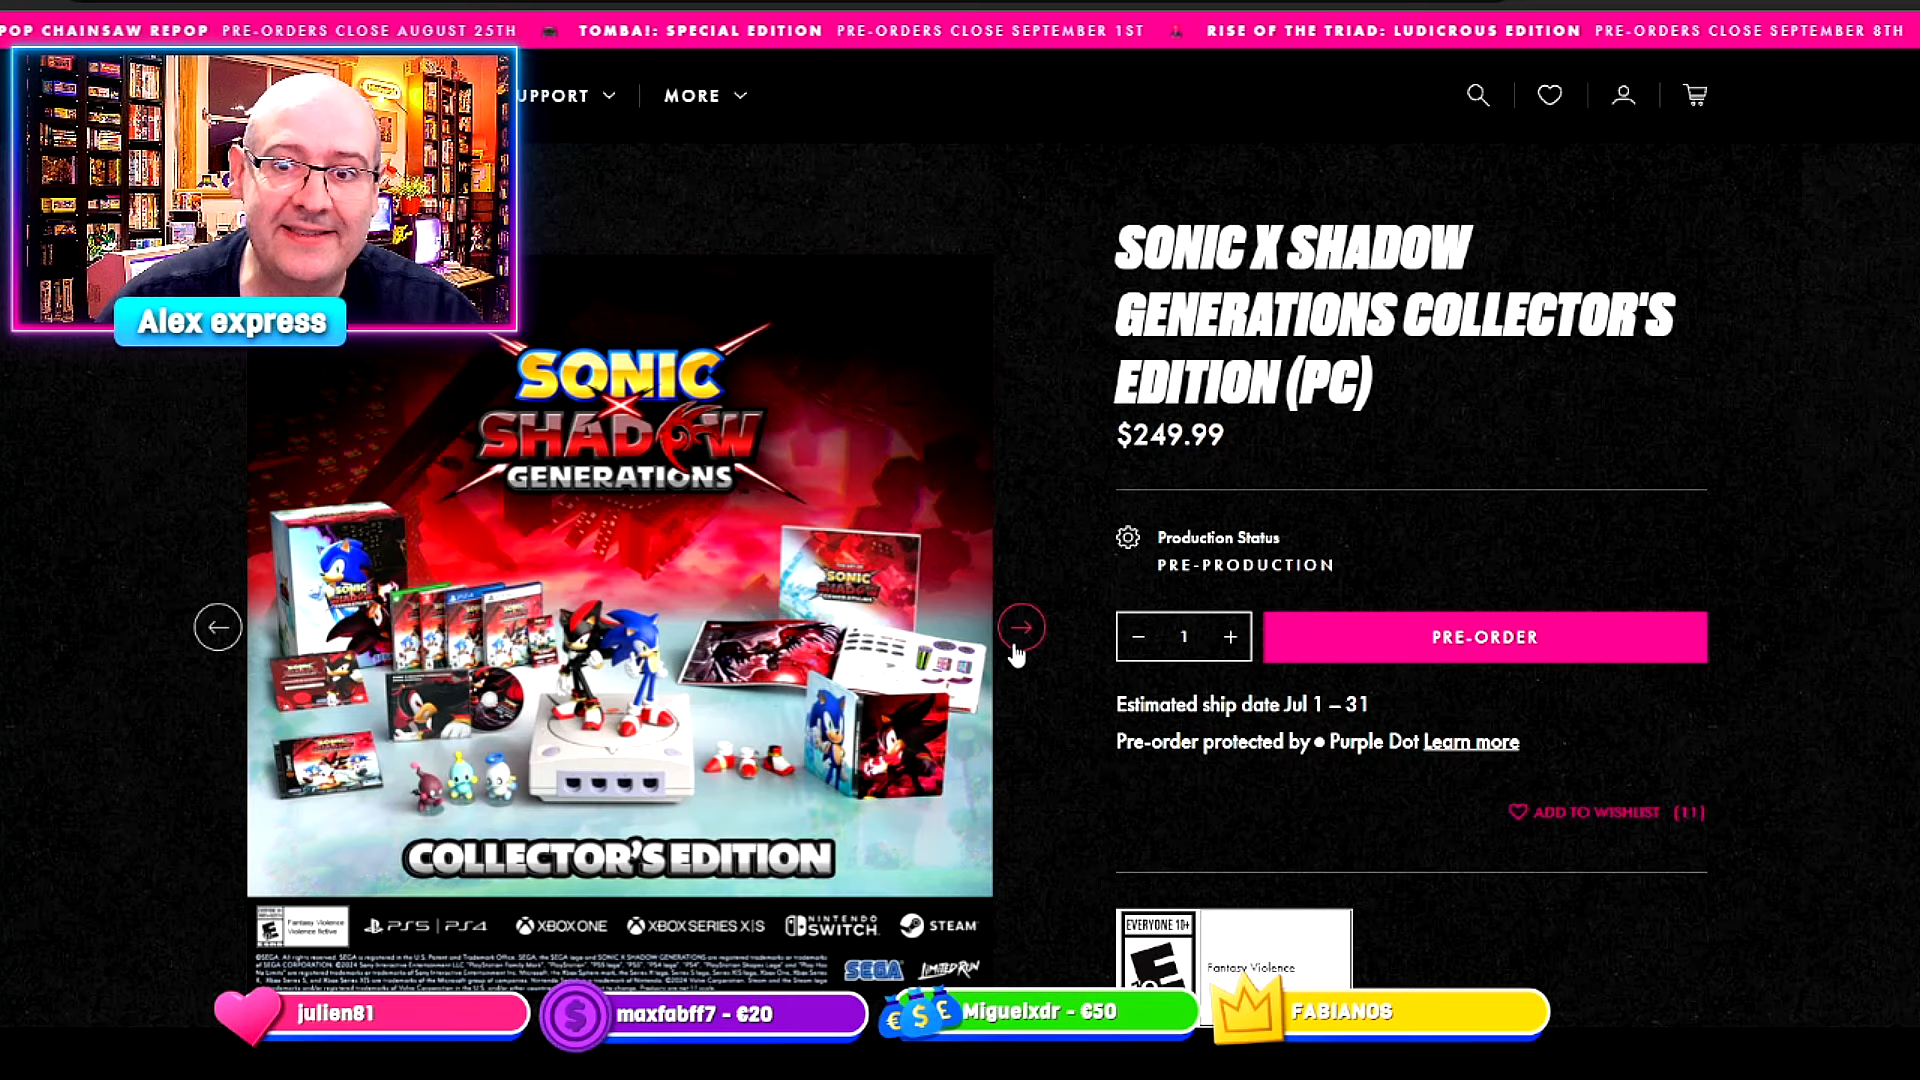 POP CHAINSAW REPOP PRE-ORDERS CLOSE AUGUST 25TH TOMBA!: SPECIAL EDITION PRE-ORDERS CLOSE SEPTEMBER 1ST RISE OF THE TRIAD: LUDICROUS EDITION PRE-ORDERS CLOSE SEPTEMBER 8TH
UPPORT MORE
Alex express
SONIC X SHADOW
GENERATIONS COLLECTOR'S
EDITION (PC)
$249.99
Production Status
PRE-PRODUCTION
− 1 + PRE-ORDER
Estimated ship date Jul 1 – 31
Pre-order protected by ● Purple Dot Learn more
ADD TO WISHLIST (11)
EVERYONE 10+
Fantasy Violence
SONIC
X
SHADOW
GENERATIONS
COLLECTOR'S EDITION
Fantasy Violence
PS5 | PS4 XBOX ONE XBOX SERIES X|S NINTENDO SWITCH STEAM
SEGA LIMITED RUN
julien81 maxfabff7 - €20 Miguelxdr - €50 FABIANOS